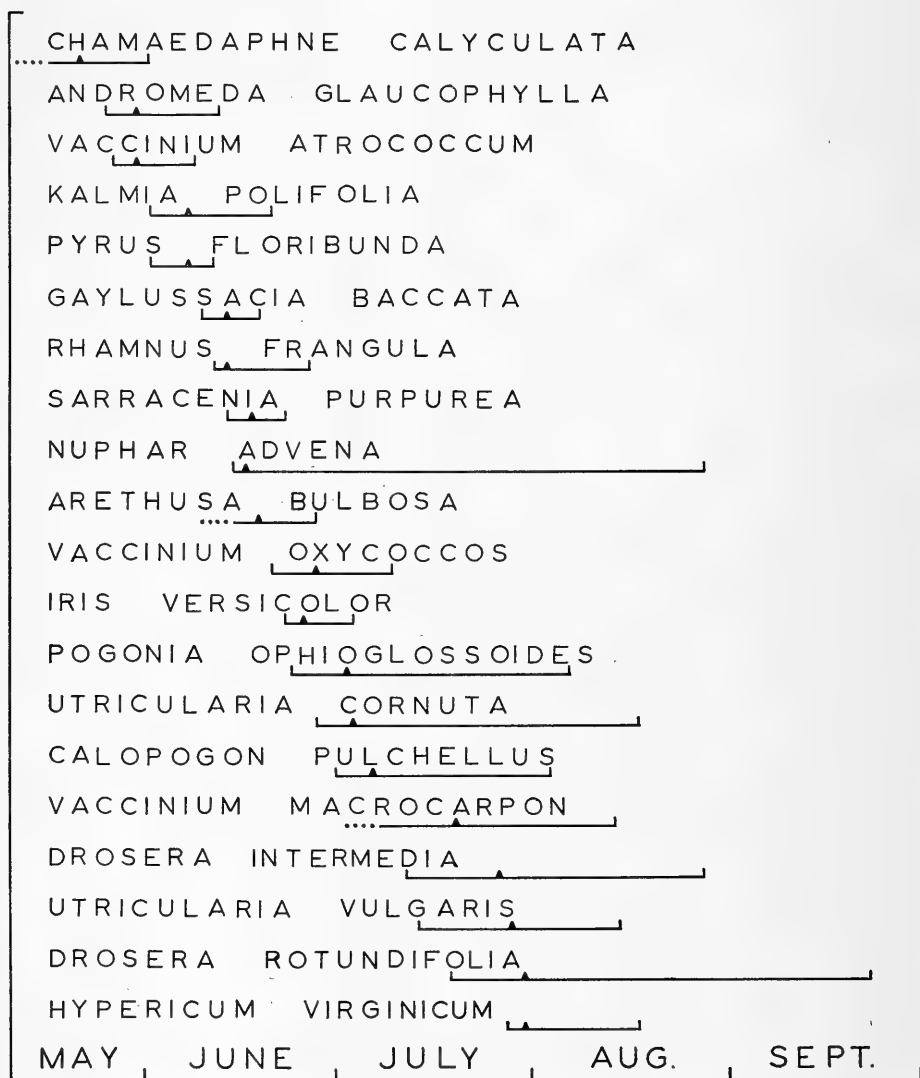 CHAMAEDAPHNE CALYCULATA
ANDROMEDA GLAUCOPHYLLA
VACCINIUM ATROCOCCUM
KALMIA POLIFOLIA
PYRUS FLORIBUNDA
GAYLUSSACIA BACCATA
RHAMNUS FRANGULA
SARRACENIA PURPUREA
NUPHAR ADVENA
ARETHUSA BULBOSA
VACCINIUM OXYCOCCOS
IRIS VERSICOLOR
POGONIA OPHIOGLOSSOIDES
UTRICULARIA CORNUTA
CALOPOGON PULCHELLUS
VACCINIUM MACROCARPON
DROSERA INTERMEDIA
UTRICULARIA VULGARIS
DROSERA ROTUNDIFOLIA
HYPERICUM VIRGINICUM
MAY JUNE JULY AUG. SEPT.